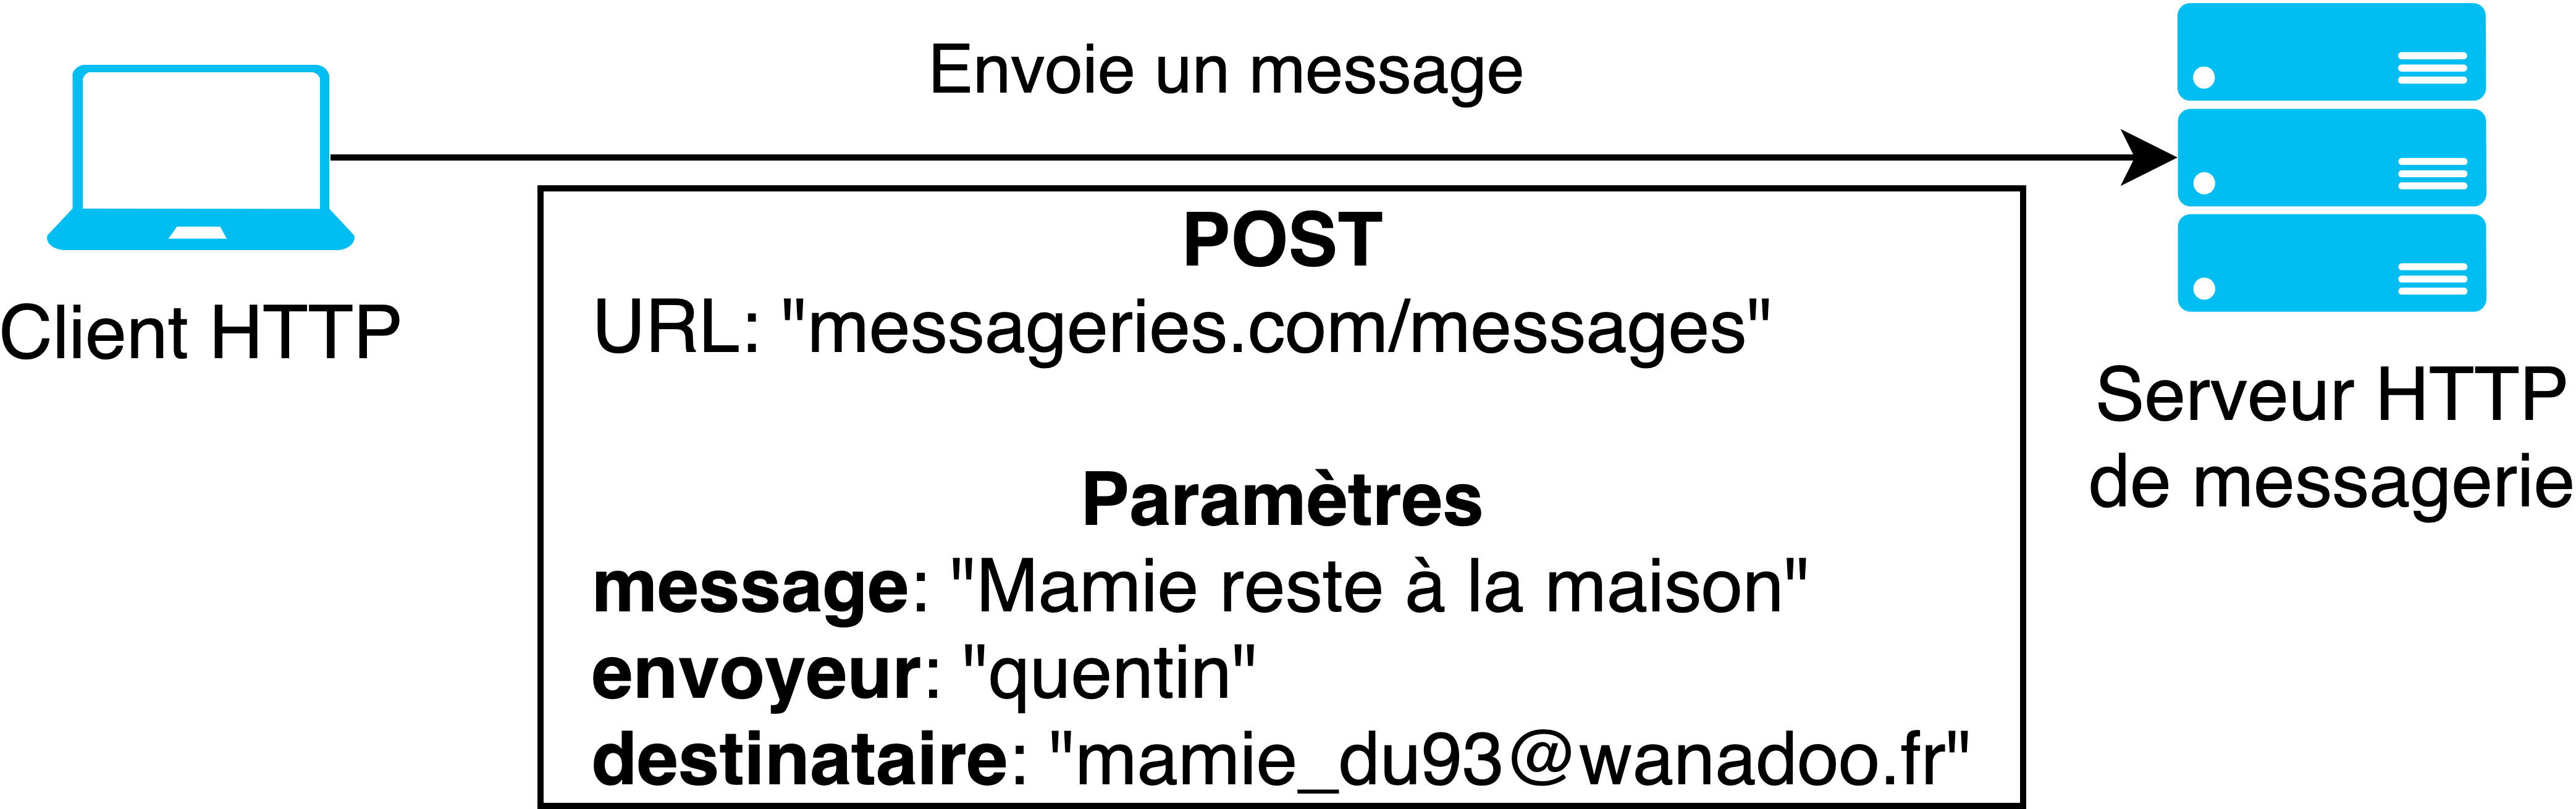 Envoie un message
Client HTTP
POST
URL: "messageries.com/messages"
Paramètres
message: "Mamie reste à la maison"
envoyeur: "quentin"
destinataire: "mamie_du93@wanadoo.fr"
Serveur HTTP
de messagerie